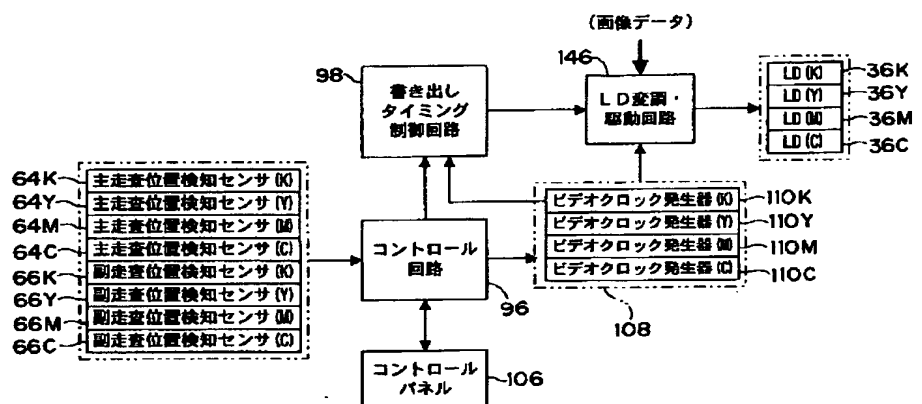 (画像データ)
98
146
書き出し
タイミング
制御回路
LD変調・
駆動回路
LD(K)
LD(Y)
LD(M)
LD(C)
36K
36Y
36M
36C
64K
64Y
64M
64C
66K
66Y
66M
66C
主走査位置検知センサ(K)
主走査位置検知センサ(Y)
主走査位置検知センサ(M)
主走査位置検知センサ(C)
副走査位置検知センサ(K)
副走査位置検知センサ(Y)
副走査位置検知センサ(M)
副走査位置検知センサ(C)
コントロール
回路
96
ビデオクロック発生器(K)
ビデオクロック発生器(Y)
ビデオクロック発生器(M)
ビデオクロック発生器(C)
110K
110Y
110M
110C
108
コントロール
パネル
106